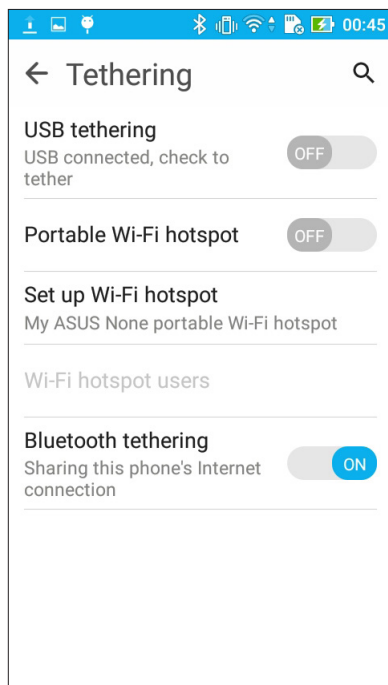 00:45
Tethering
USB tethering
USB connected, check to
tether
OFF
Portable Wi-Fi hotspot
OFF
Set up Wi-Fi hotspot
My ASUS None portable Wi-Fi hotspot
Wi-Fi hotspot users
Bluetooth tethering
Sharing this phone's Internet
connection
ON